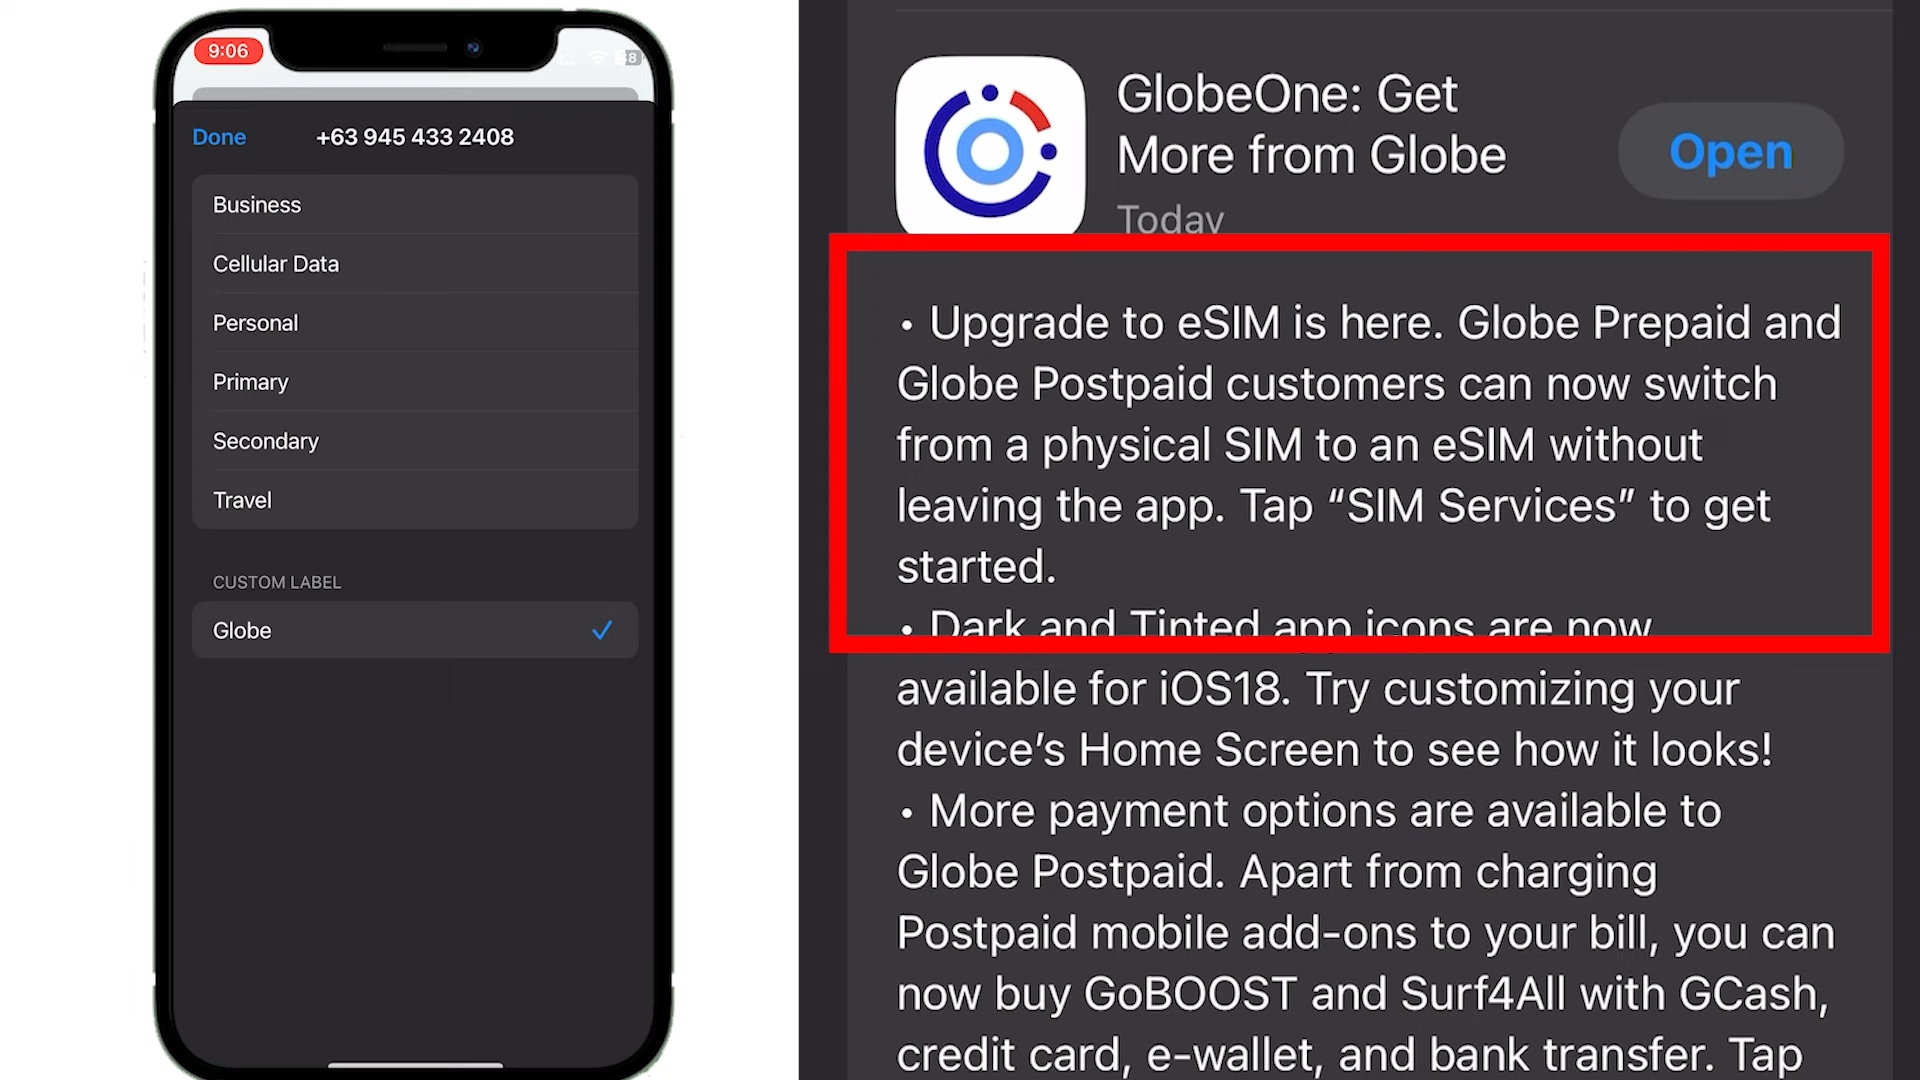 9:06
Done
+63 945 433 2408
Business
Cellular Data
Personal
Primary
Secondary
Travel
CUSTOM LABEL
Globe
GlobeOne: Get
More from Globe
Today
Open
• Upgrade to eSIM is here. Globe Prepaid and
Globe Postpaid customers can now switch
from a physical SIM to an eSIM without
leaving the app. Tap “SIM Services” to get
started.
• Dark and Tinted app icons are now
available for iOS18. Try customizing your
device’s Home Screen to see how it looks!
• More payment options are available to
Globe Postpaid. Apart from charging
Postpaid mobile add-ons to your bill, you can
now buy GoBOOST and Surf4All with GCash,
credit card, e-wallet, and bank transfer. Tap